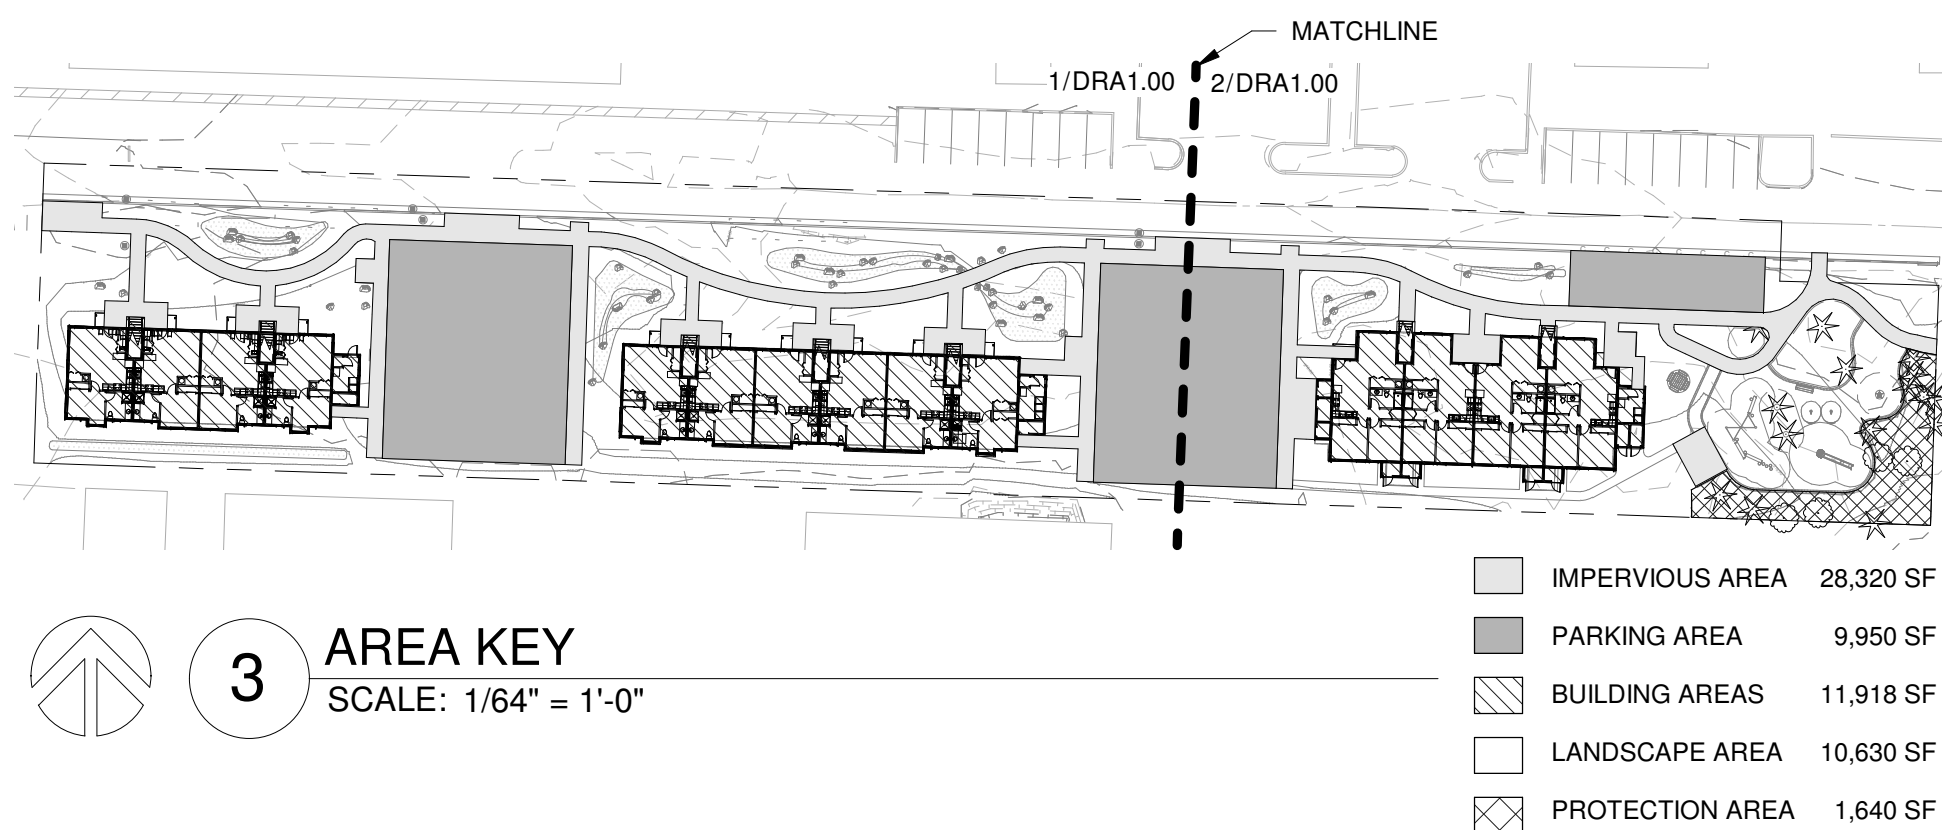 MATCHLINE
1/DRA1.00 2/DRA1.00
IMPERVIOUS AREA 28,320 SF
PARKING AREA 9,950 SF
BUILDING AREAS 11,918 SF
LANDSCAPE AREA 10,630 SF
PROTECTION AREA 1,640 SF
3 AREA KEY
SCALE: 1/64" = 1'-0"